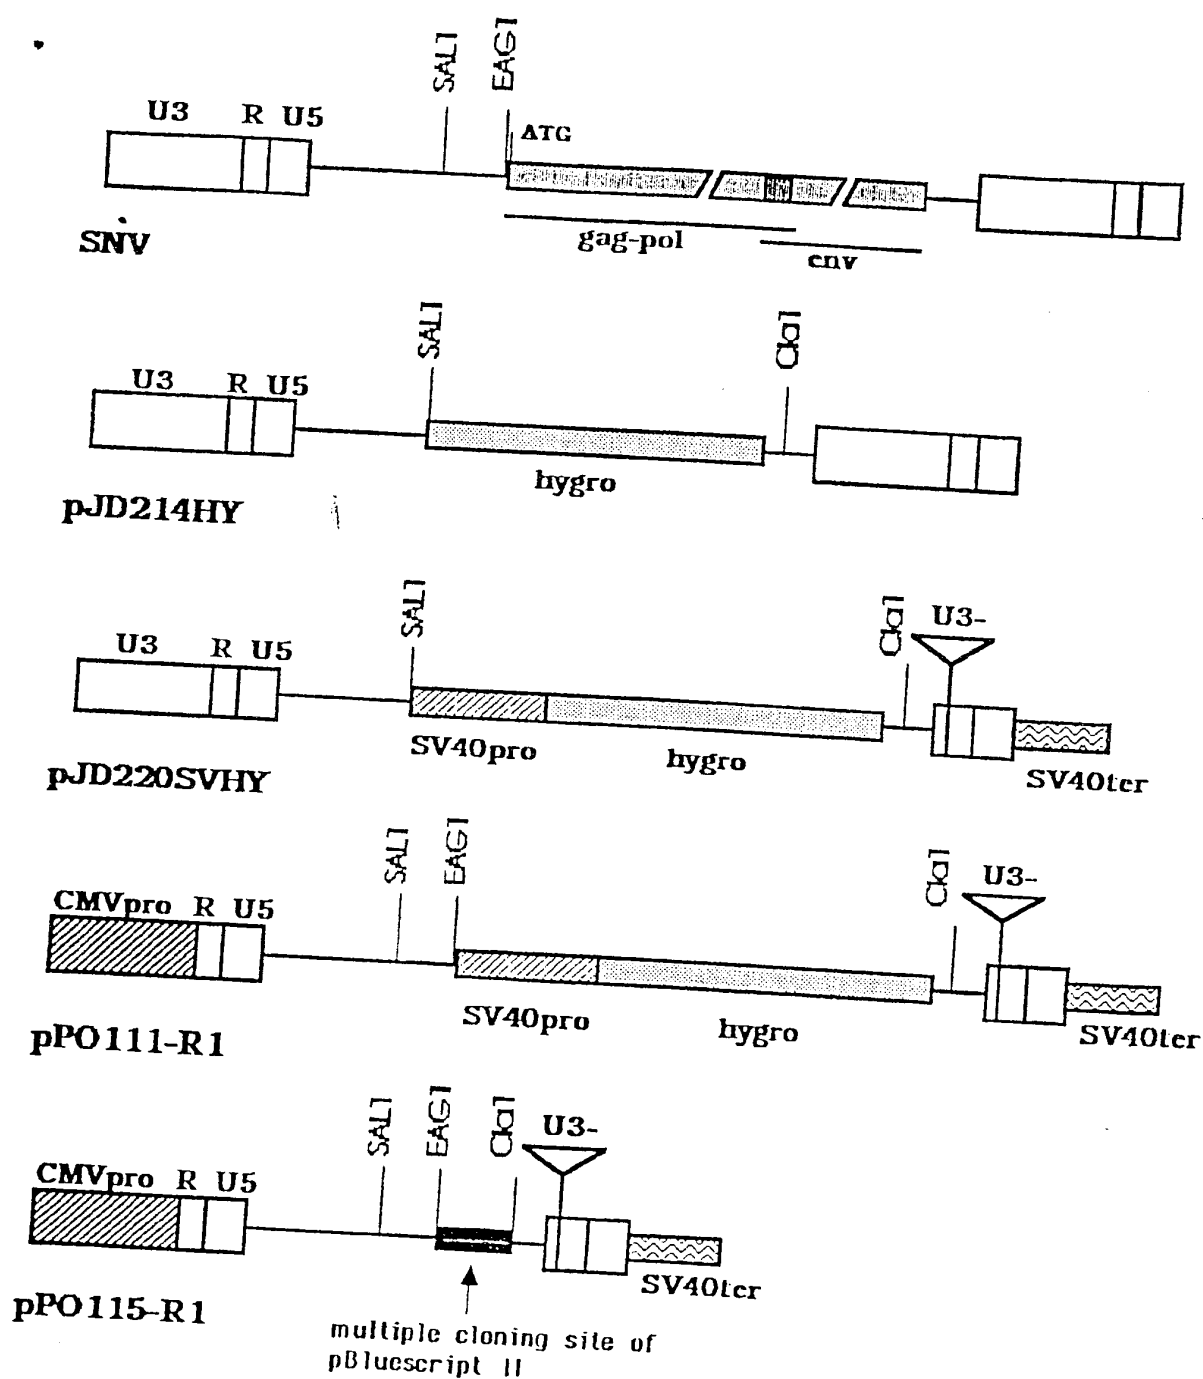 SAL1
EAG1
U3 R U5
ATG
SNV
gag-pol
env
SAL1
Cla1
U3 R U5
hygro
pJD214HY
SAL1
Cla1
U3-
U3 R U5
SV40pro
hygro
SV40ter
pJD220SVHY
SAL1
EAG1
Cla1
U3-
CMVpro R U5
SV40pro
hygro
SV40ter
pPO111-R1
SAL1
EAG1
Cla1
U3-
CMVpro R U5
SV40ter
pPO115-R1
multiple cloning site of
pBluescript II